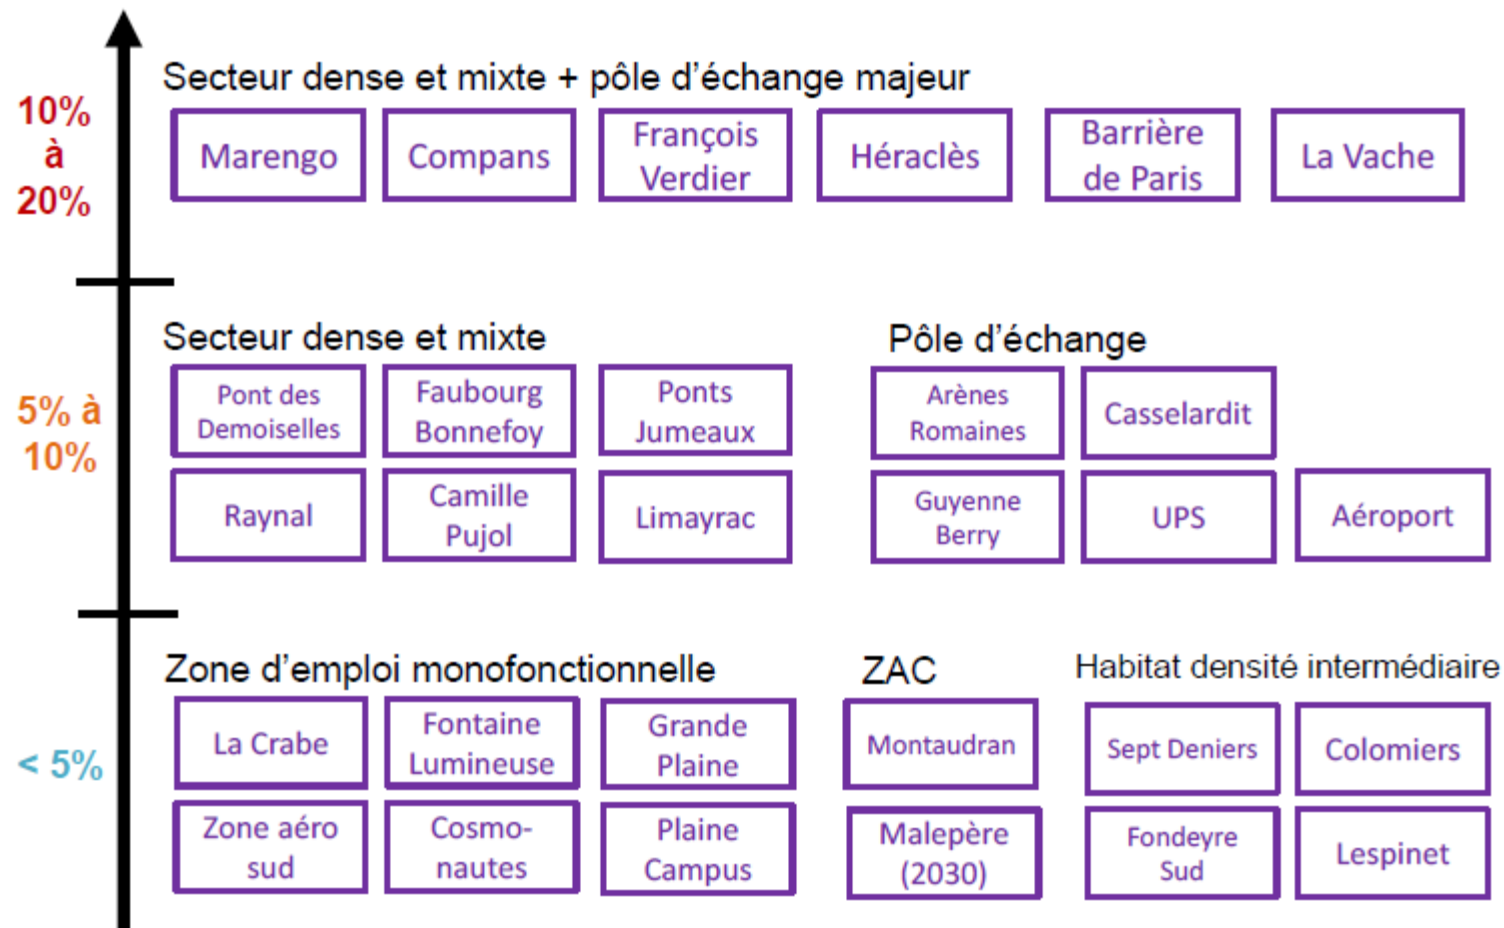 Secteur dense et mixte + pôle d'échange majeur
10%
à
20%
Marengo
Compans
François
Verdier
Héraclès
Barrière
de Paris
La Vache
Secteur dense et mixte
5% à
10%
Pont des
Demoiselles
Faubourg
Bonnefoy
Ponts
Jumeaux
Raynal
Camille
Pujol
Limayrac
Pôle d'échange
Arènes
Romaines
Casselardit
Guyenne
Berry
UPS
Aéroport
Zone d'emploi monofonctionnelle
< 5%
La Crabe
Fontaine
Lumineuse
Grande
Plaine
Zone aéro
sud
Cosmo-
nautes
Plaine
Campus
ZAC
Montaudran
Malepère
(2030)
Habitat densité intermédiaire
Sept Deniers
Colomiers
Fondeyre
Sud
Lespinet